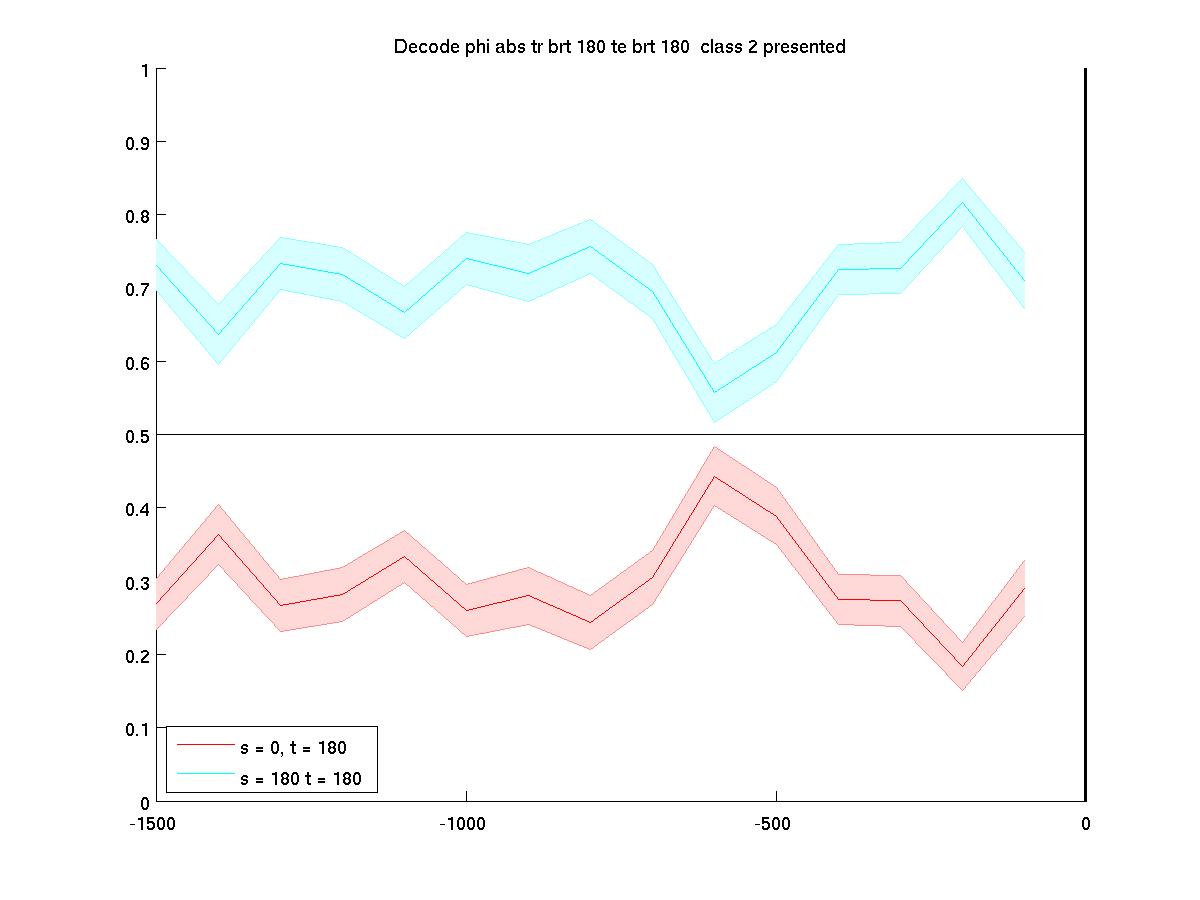 Decode phi abs tr brt 180 te brt 180  class 2 presented
1
0.9
0.8
0.7
0.6
0.5
0.4
0.3
0.2
0.1
0
s = 0, t = 180
s = 180 t = 180
-1500 -1000 -500 0